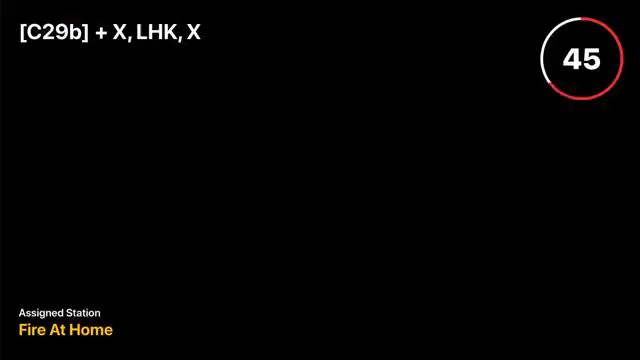 [C29b] + X, LHK, X
45
Assigned Station
Fire At Home